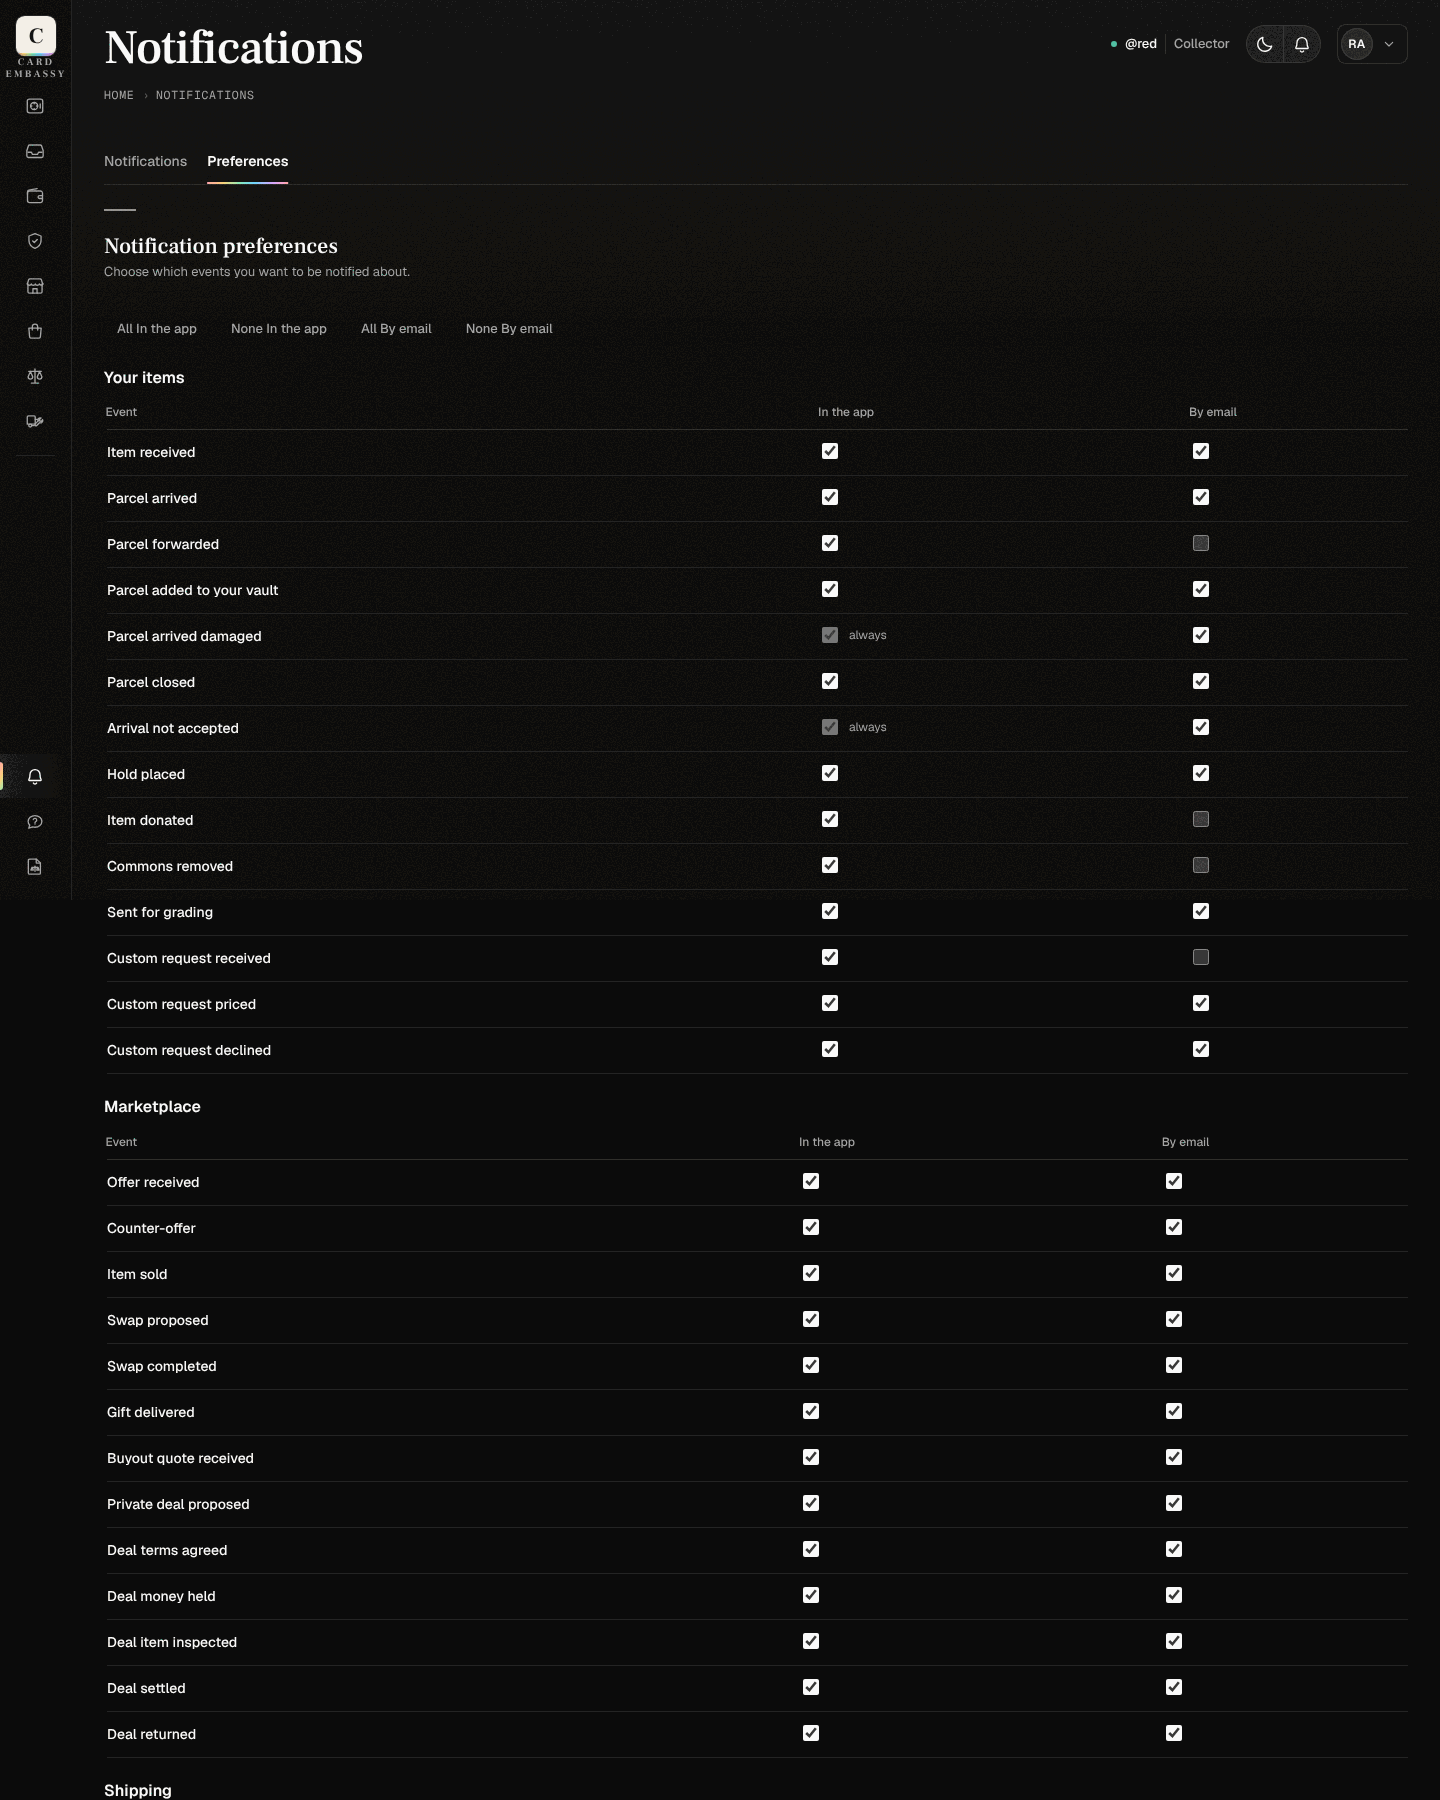 C
CARD
EMBASSY
Notifications
@red
Collector
RA
HOME › NOTIFICATIONS
Notifications
Preferences
Notification preferences
Choose which events you want to be notified about.
All In the app
None In the app
All By email
None By email
Your items
Event In the app By email
Item received
Parcel arrived
Parcel forwarded
Parcel added to your vault
Parcel arrived damaged always
Parcel closed
Arrival not accepted always
Hold placed
Item donated
Commons removed
Sent for grading
Custom request received
Custom request priced
Custom request declined
Marketplace
Event In the app By email
Offer received
Counter-offer
Item sold
Swap proposed
Swap completed
Gift delivered
Buyout quote received
Private deal proposed
Deal terms agreed
Deal money held
Deal item inspected
Deal settled
Deal returned
Shipping